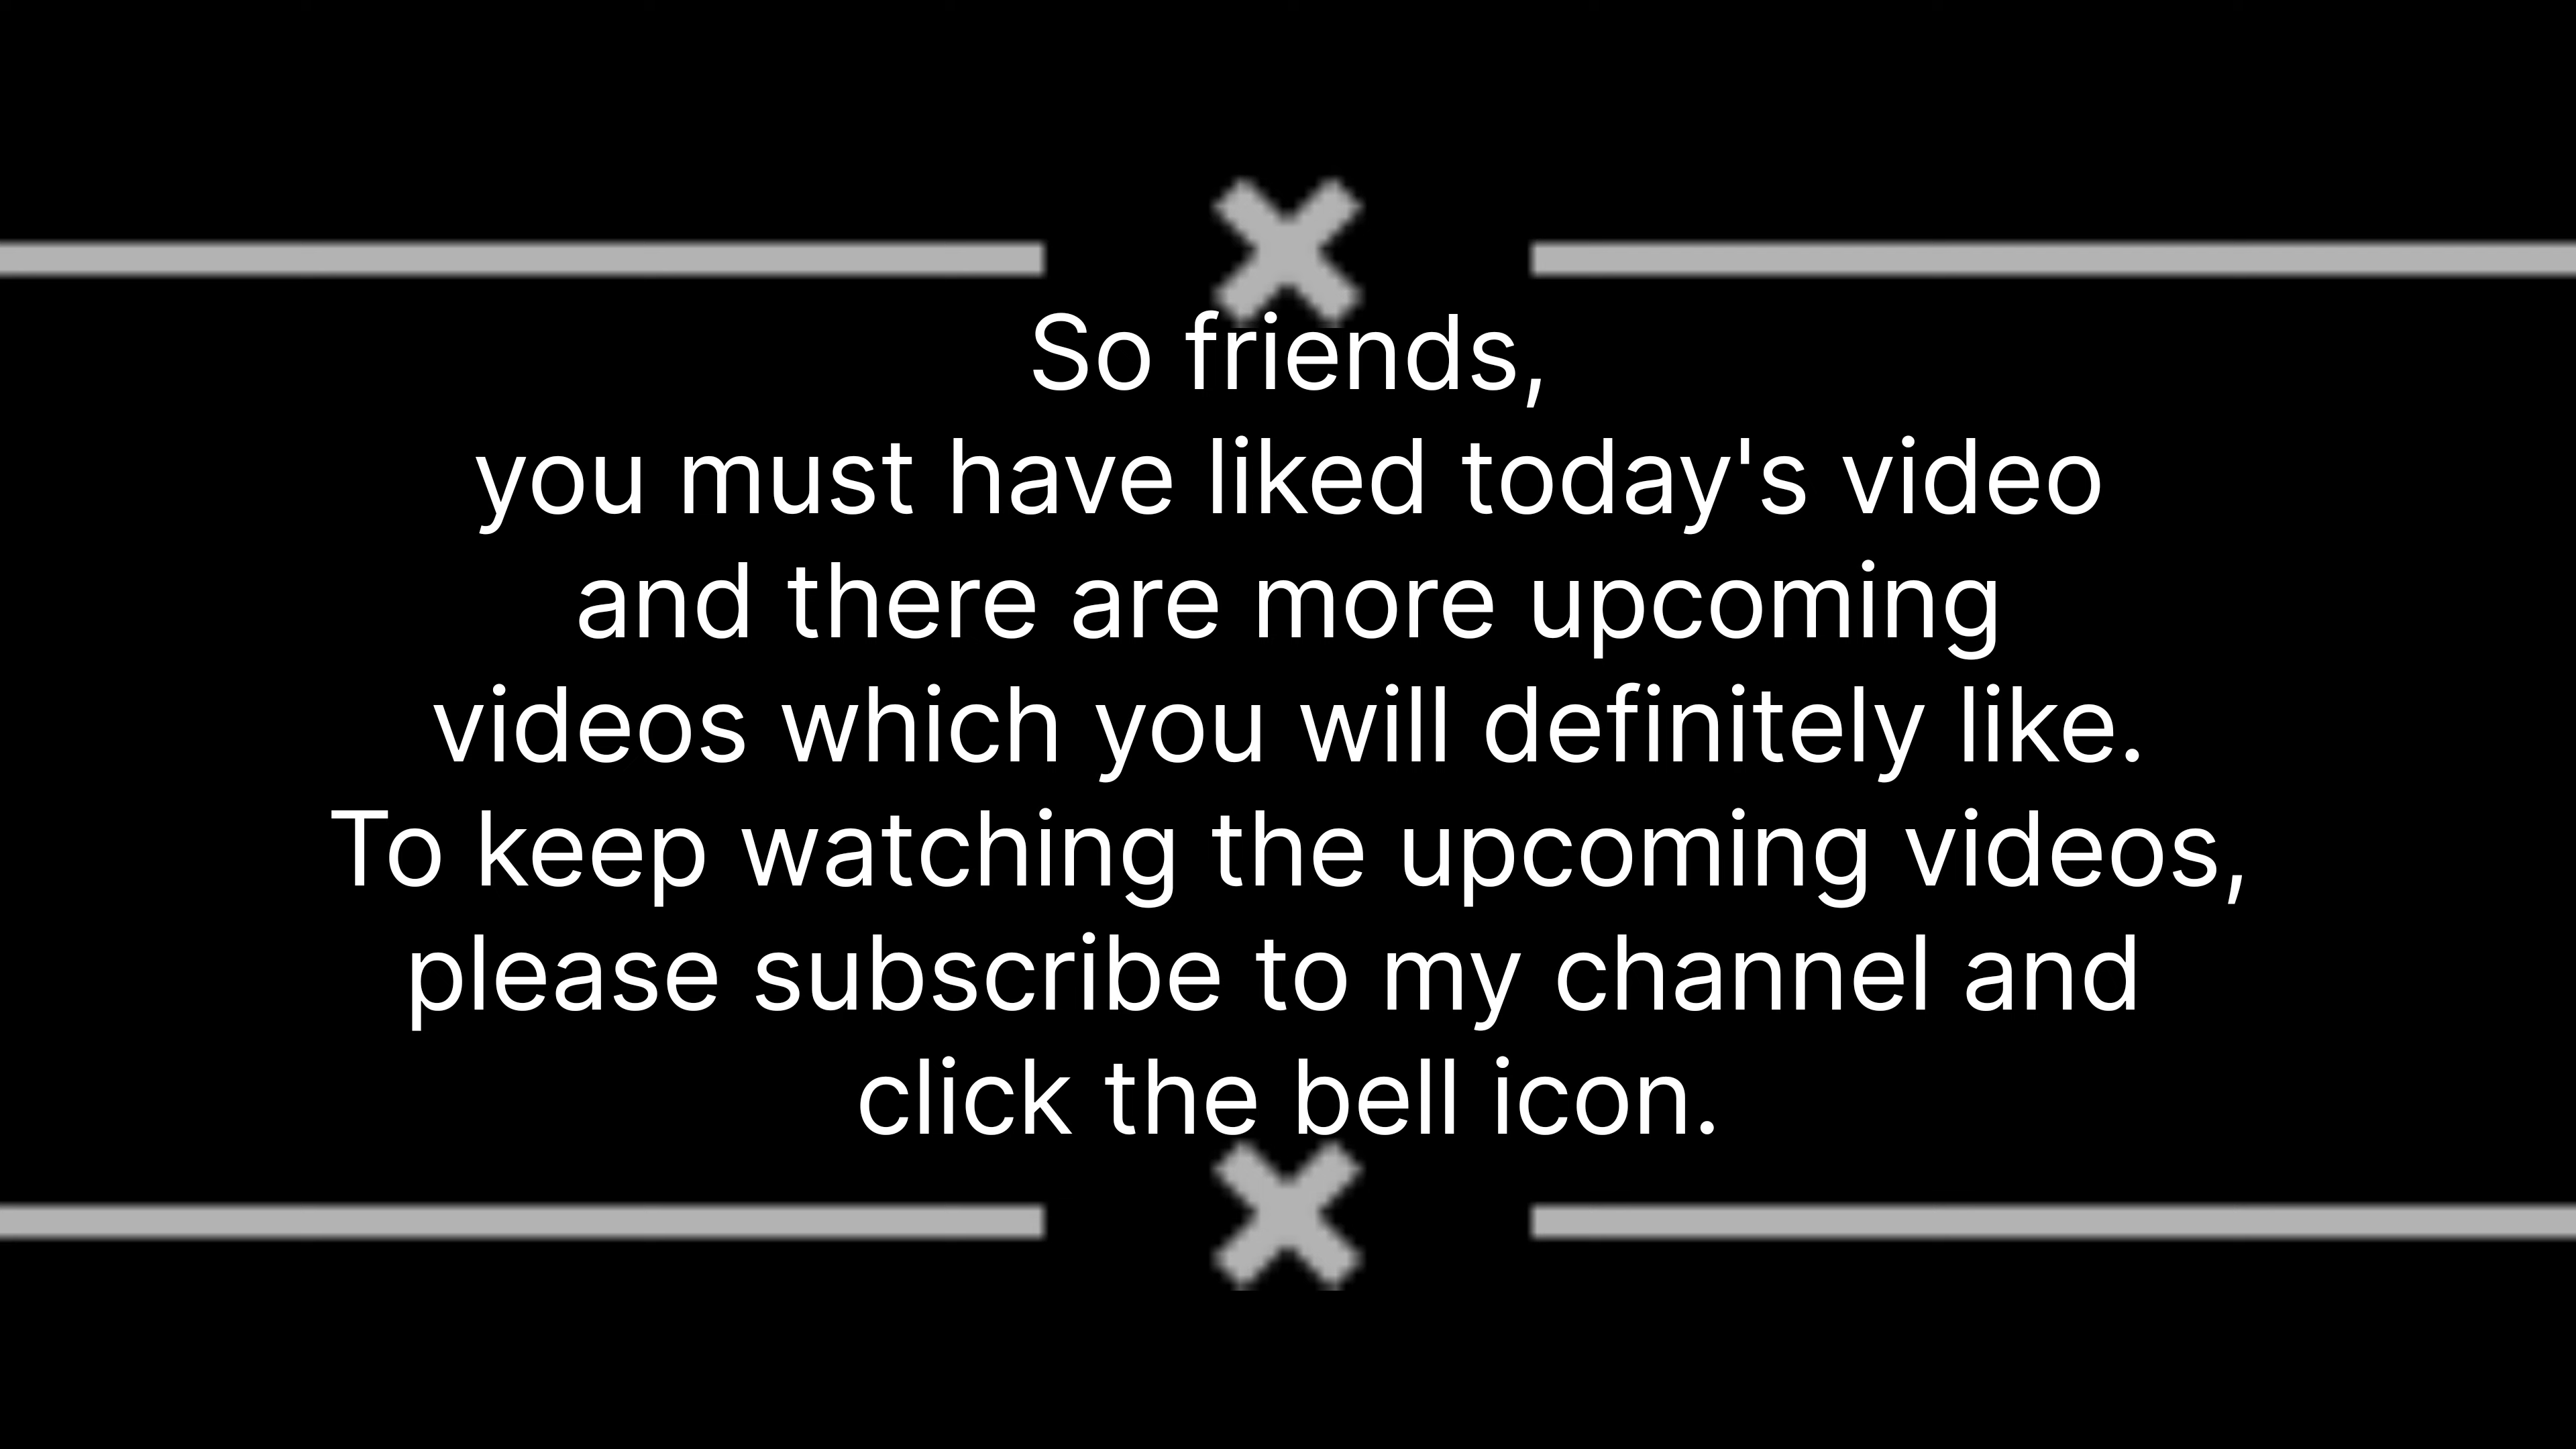 So friends,
you must have liked today's video
and there are more upcoming
videos which you will definitely like.
To keep watching the upcoming videos,
please subscribe to my channel and
click the bell icon.